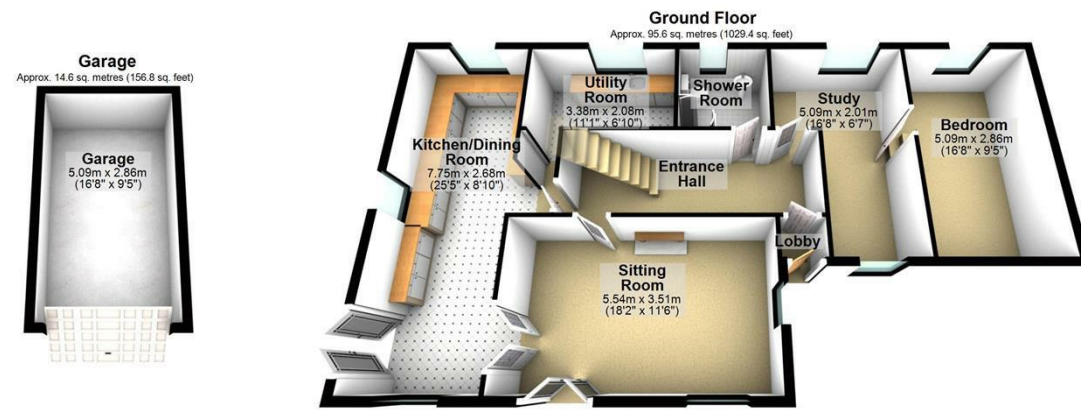 Garage
Approx. 14.6 sq. metres (156.8 sq. feet)
Garage
5.09m x 2.86m
(16'8" x 9'5")
Ground Floor
Approx. 95.6 sq. metres (1029.4 sq. feet)
Utility
Room
3.38m x 2.08m
(11'1" x 6'10")
Shower
Room
Study
5.09m x 2.01m
(16'8" x 6'7")
Bedroom
5.09m x 2.86m
(16'8" x 9'5")
Kitchen/Dining
Room
7.75m x 2.68m
(25'5" x 8'10")
Entrance
Hall
Lobby
Sitting
Room
5.54m x 3.51m
(18'2" x 11'6")